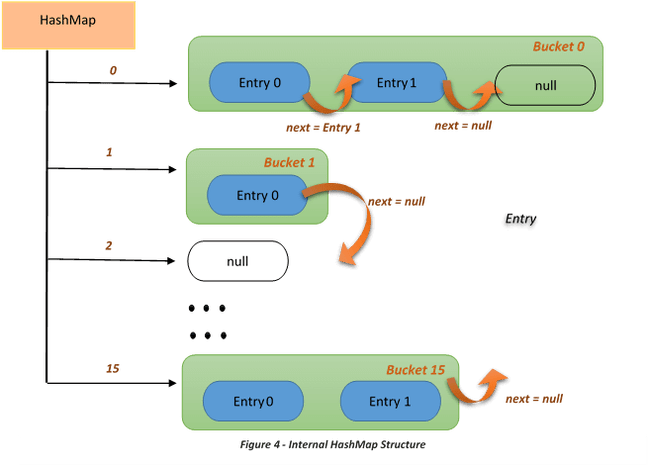 HashMap
Bucket 0
0
Entry 0
Entry 1
null
next = Entry 1
next = null
1
Bucket 1
Entry 0
next = null
Entry
2
null
15
Bucket 15
Entry 0
Entry 1
next = null
Figure 4 - Internal HashMap Structure